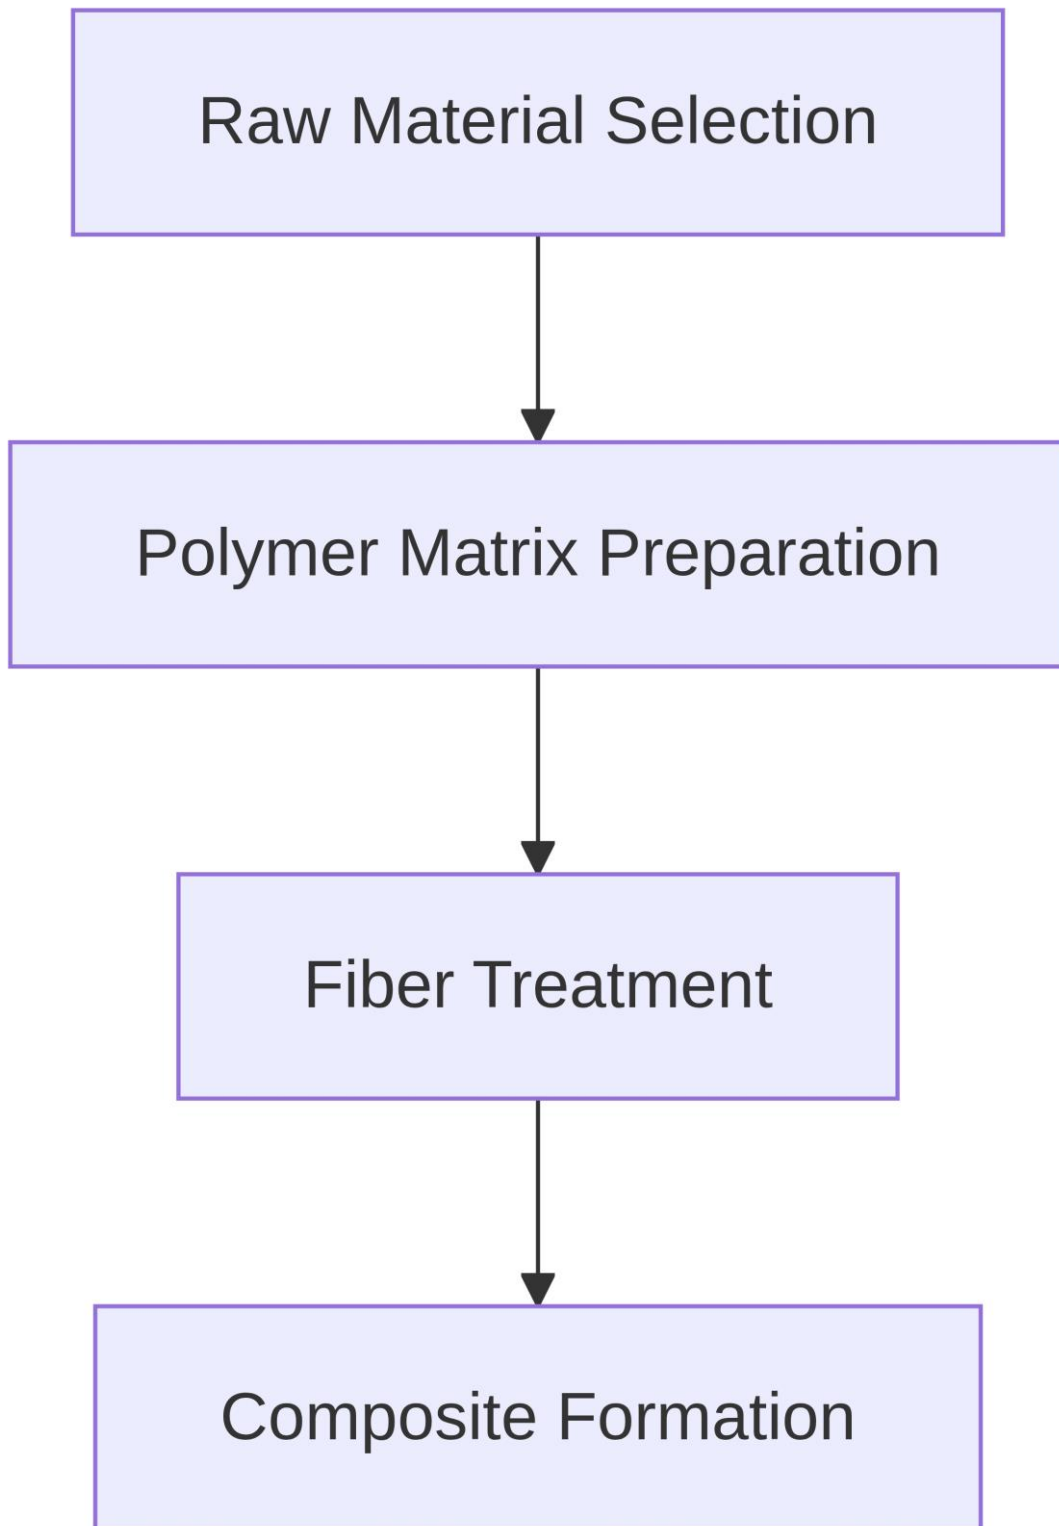 Raw Material Selection
Polymer Matrix Preparation
Fiber Treatment
Composite Formation